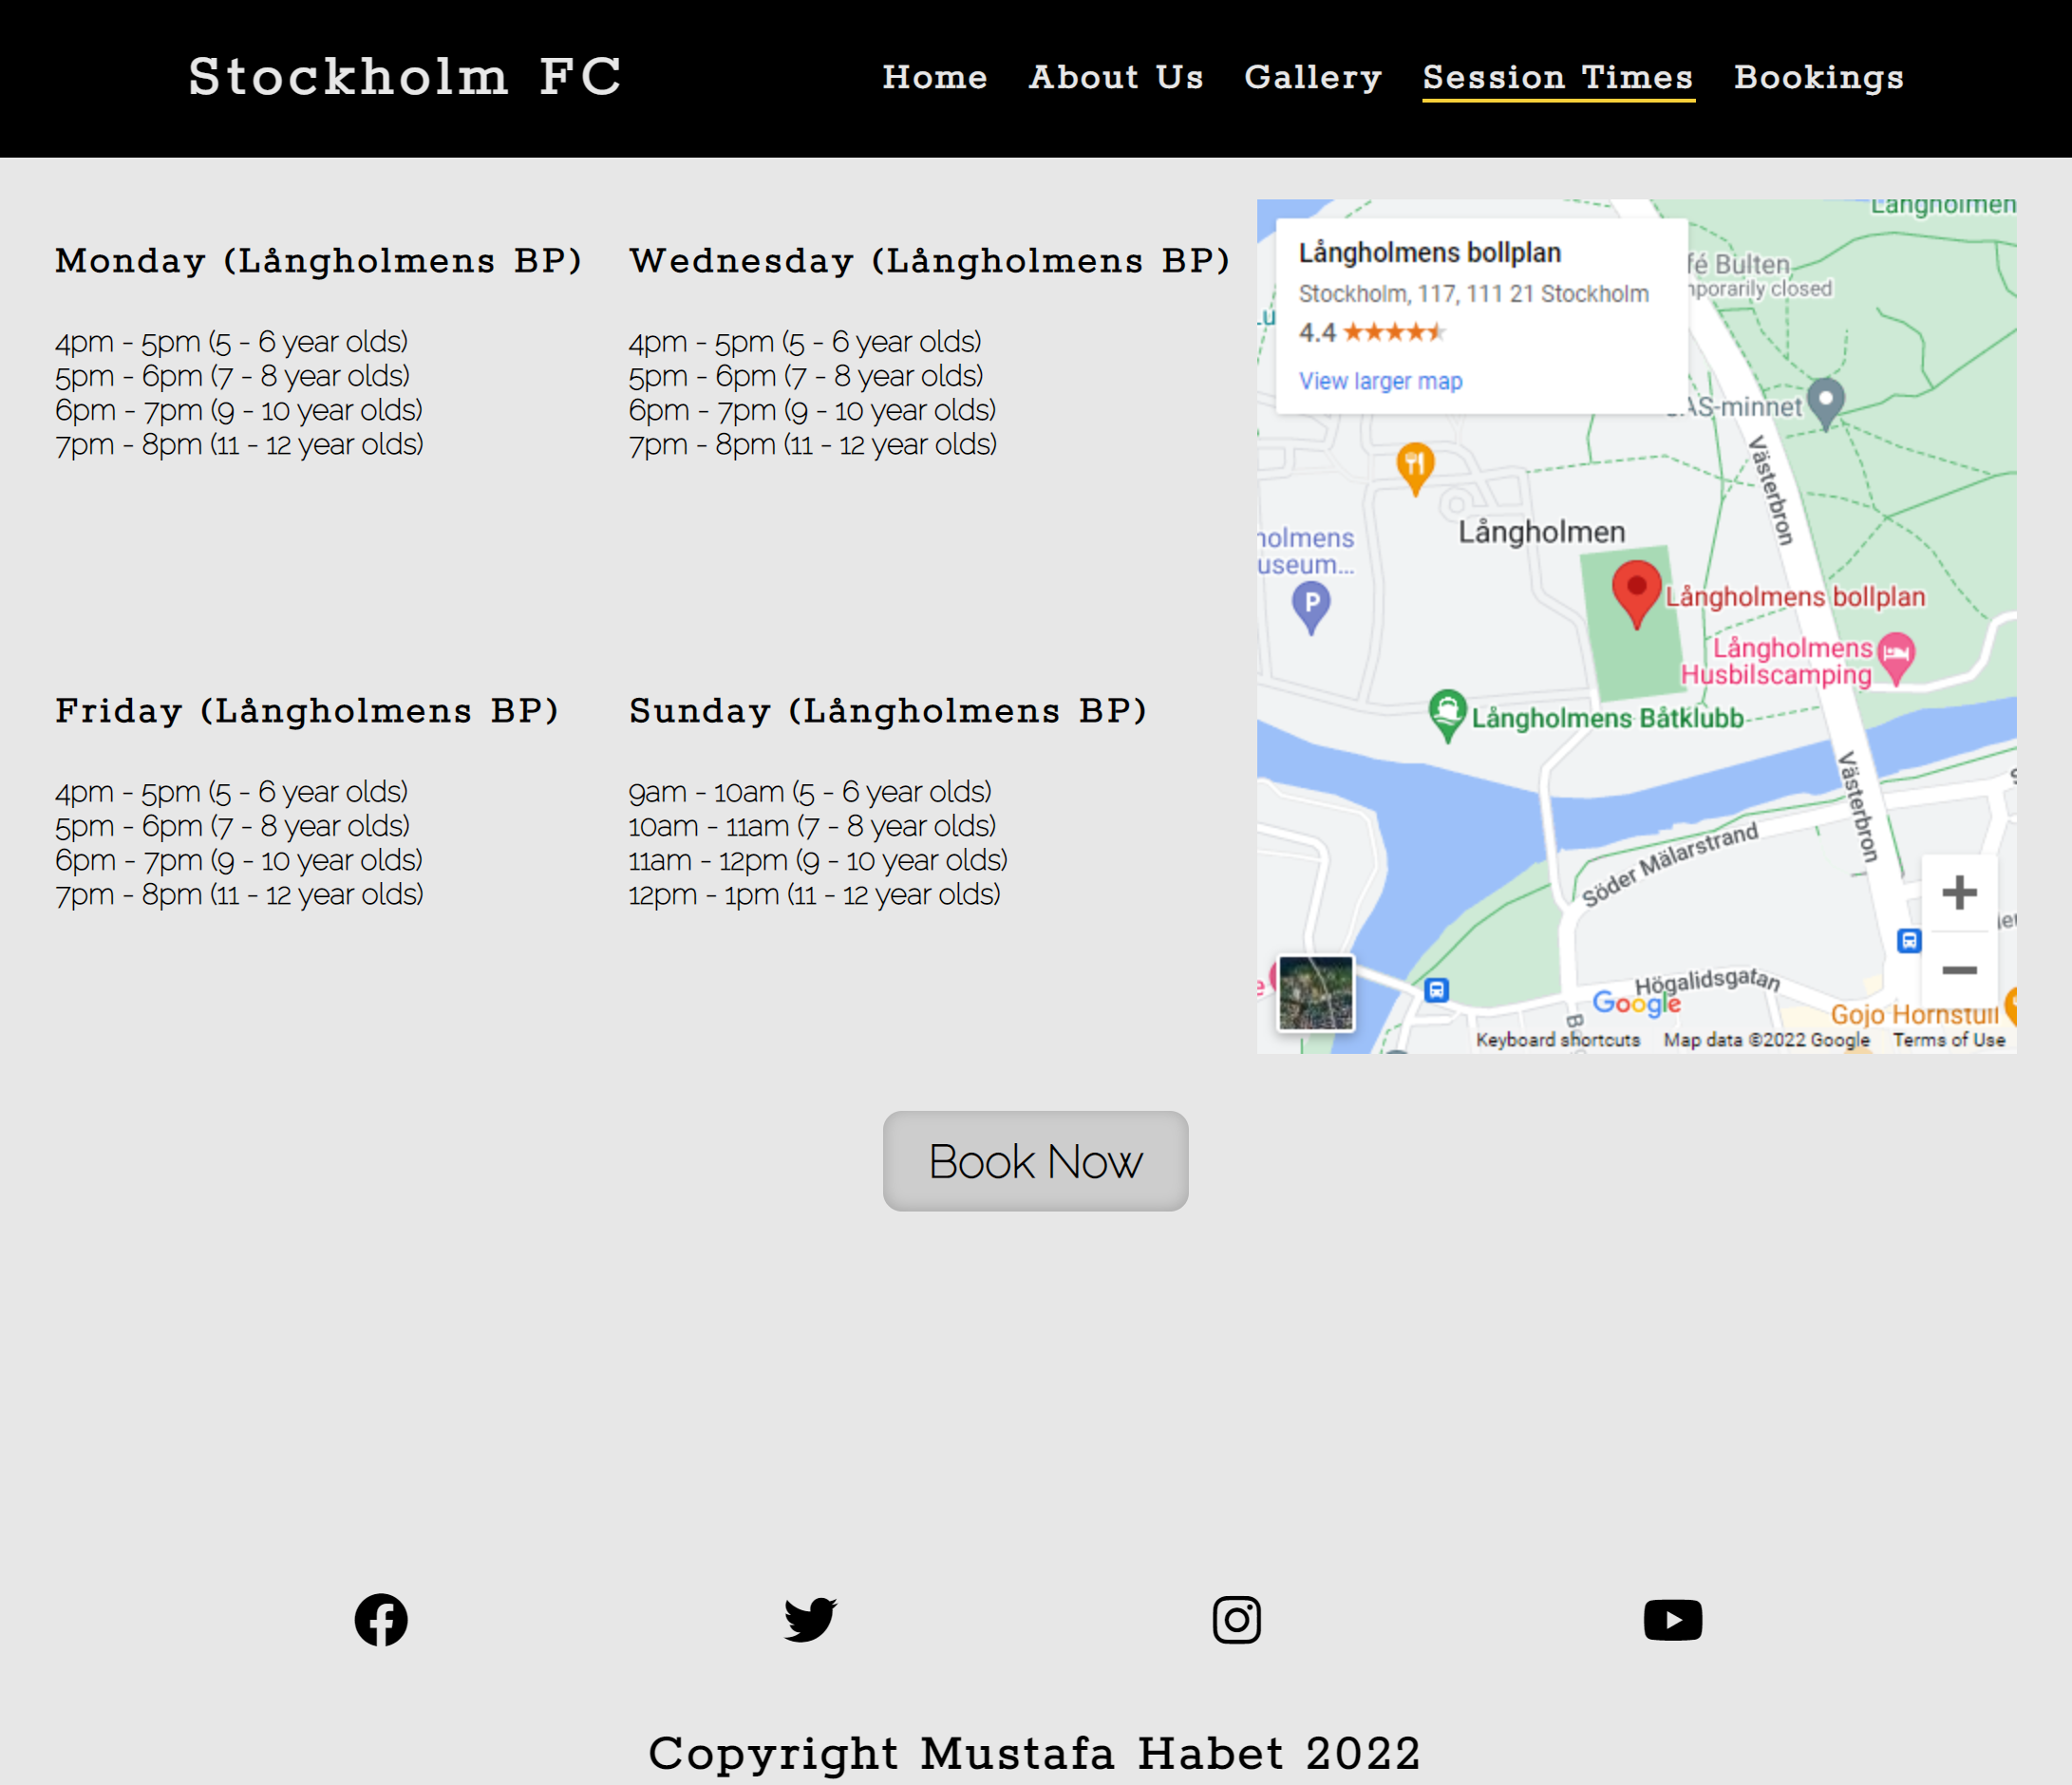 Stockholm FC
Home
About Us
Gallery
Session Times
Bookings
Monday (Långholmens BP)
4pm - 5pm (5 - 6 year olds)
5pm - 6pm (7 - 8 year olds)
6pm - 7pm (9 - 10 year olds)
7pm - 8pm (11 - 12 year olds)
Wednesday (Långholmens BP)
4pm - 5pm (5 - 6 year olds)
5pm - 6pm (7 - 8 year olds)
6pm - 7pm (9 - 10 year olds)
7pm - 8pm (11 - 12 year olds)
Friday (Långholmens BP)
4pm - 5pm (5 - 6 year olds)
5pm - 6pm (7 - 8 year olds)
6pm - 7pm (9 - 10 year olds)
7pm - 8pm (11 - 12 year olds)
Sunday (Långholmens BP)
9am - 10am (5 - 6 year olds)
10am - 11am (7 - 8 year olds)
11am - 12pm (9 - 10 year olds)
12pm - 1pm (11 - 12 year olds)
Långholmens bollplan
Stockholm, 117, 111 21 Stockholm
4.4
View larger map
Långholmen
fé Bulten
mporarily closed
AS-minnet
Västerbron
Långholmen
holmens
useum...
P
Långholmens bollplan
Långholmens
Husbilscamping
Långholmens Båtklubb
Västerbron
Söder Mälarstrand
Högalidsgatan
Google
Gojo Hornstull
Keyboard shortcuts
Map data ©2022 Google
Terms of Use
Book Now
Copyright Mustafa Habet 2022